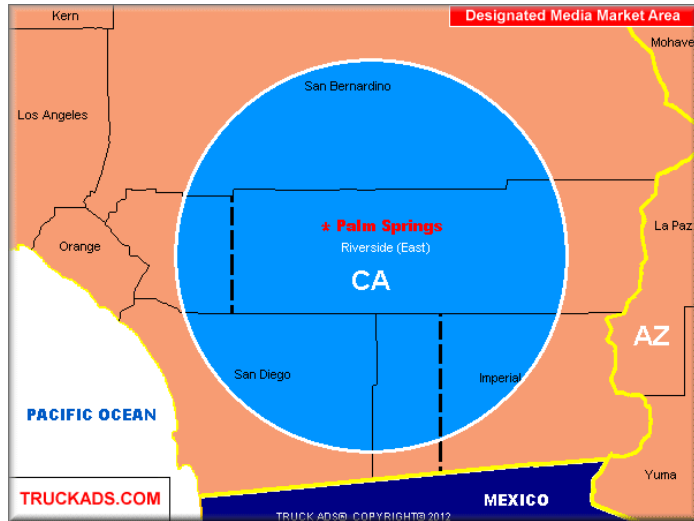 Designated Media Market Area
Kern
Mohave
San Bernardino
Los Angeles
* Palm Springs
La Paz
Orange
Riverside (East)
CA
AZ
San Diego
Imperial
PACIFIC OCEAN
Yuma
TRUCKADS.COM
MEXICO
TRUCK ADS® COPYRIGHT© 2012